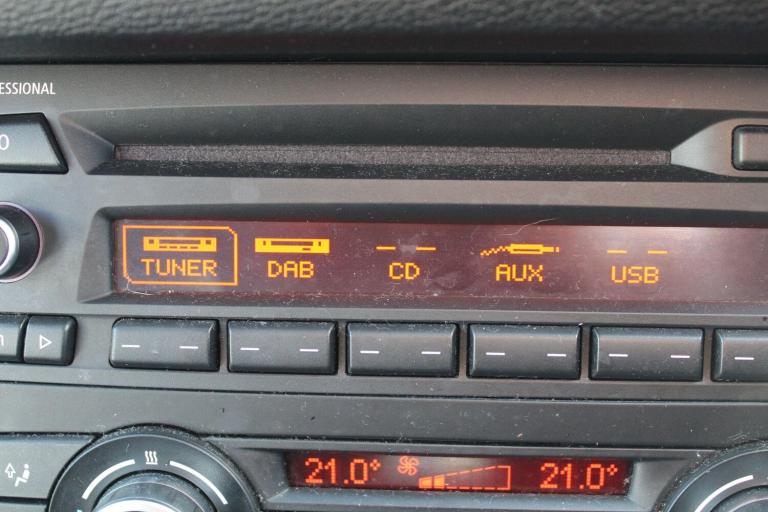 ESSIONAL
TUNER DAB CD AUX USB
21.0° 21.0°